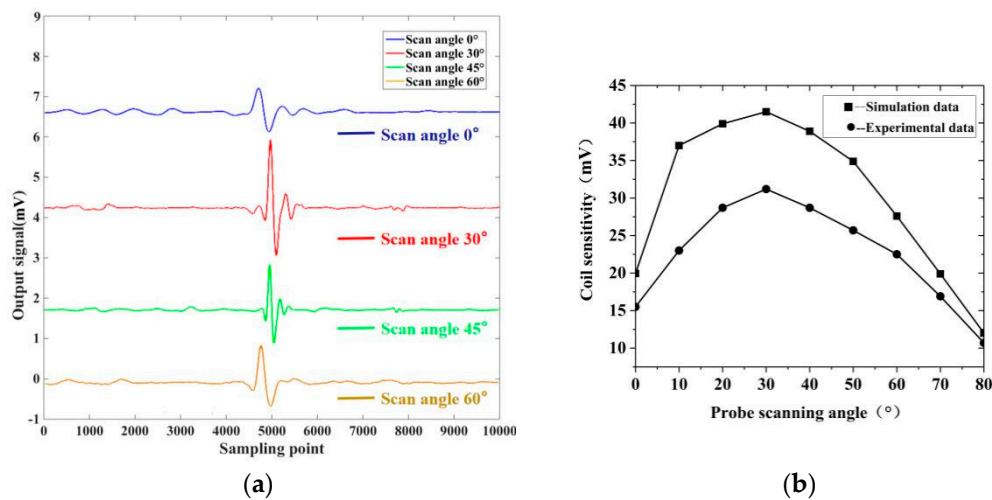 9
8
7
6
5
4
3
2
1
0
-1
Output signal(mV)
Scan angle 0°
Scan angle 30°
Scan angle 45°
Scan angle 60°
Scan angle 0°
Scan angle 30°
Scan angle 45°
Scan angle 60°
0 1000 2000 3000 4000 5000 6000 7000 8000 9000 10000
Sampling point
(a)
45
40
35
30
25
20
15
10
Coil sensitivity（mV）
---Simulation data
--Experimental data
0 10 20 30 40 50 60 70 80
Probe scanning angle（°）
(b)